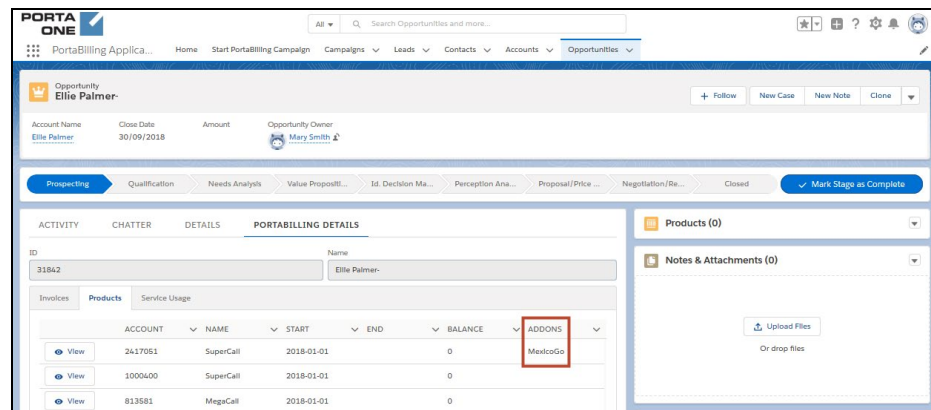 PORTA
ONE
All
Search Opportunities and more...
PortaBilling Applica...
Home
Start PortaBilling Campaign
Campaigns
Leads
Contacts
Accounts
Opportunities
Opportunity
Ellie Palmer-
+ Follow
New Case
New Note
Clone
Account Name
Close Date
Amount
Opportunity Owner
Ellie Palmer
30/09/2018
Mary Smith
Prospecting
Qualification
Needs Analysis
Value Propositi...
Id. Decision Ma...
Perception Ana...
Proposal/Price ...
Negotiation/Re...
Closed
Mark Stage as Complete
ACTIVITY
CHATTER
DETAILS
PORTABILLING DETAILS
ID
Name
31842
Ellie Palmer-
Invoices
Products
Service Usage
ACCOUNT
NAME
START
END
BALANCE
ADDONS
View
2417051
SuperCall
2018-01-01
0
MexicoGo
View
1000400
SuperCall
2018-01-01
0
View
813581
MegaCall
2018-01-01
0
Products (0)
Notes & Attachments (0)
Upload Files
Or drop files